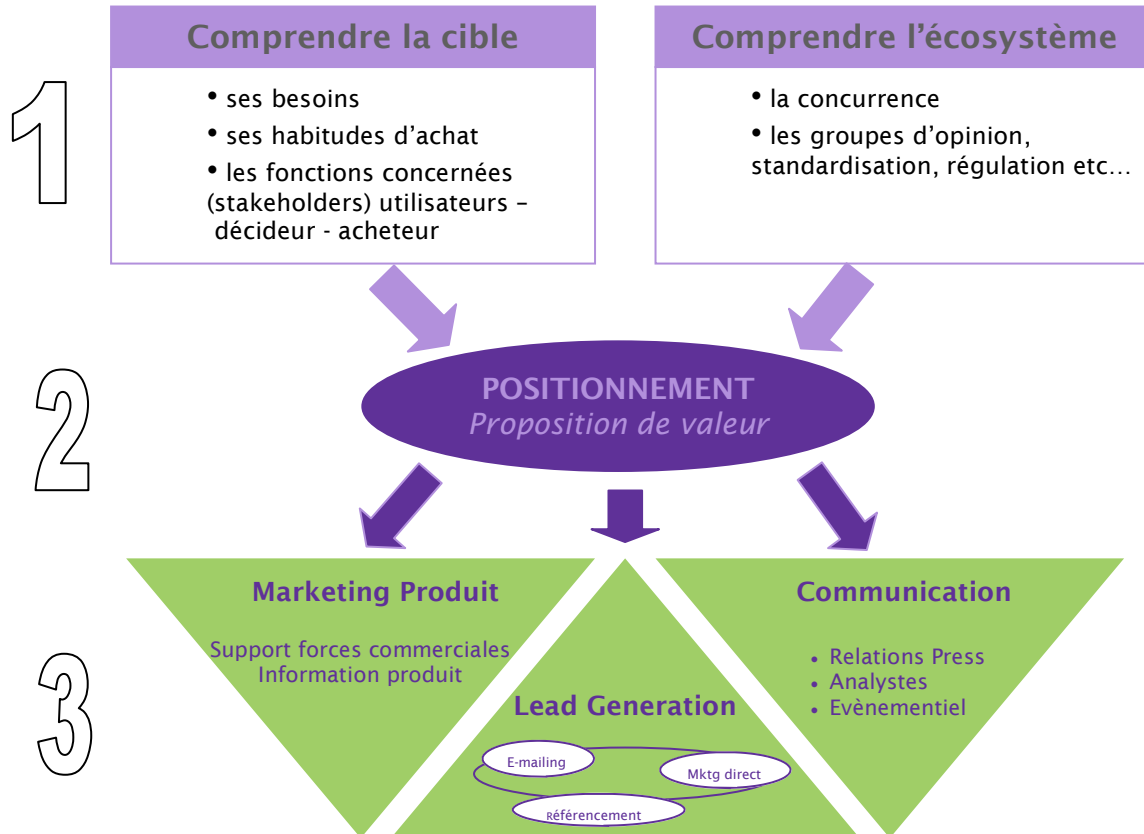 1
Comprendre la cible
• ses besoins
• ses habitudes d'achat
• les fonctions concernées
(stakeholders) utilisateurs –
décideur - acheteur
Comprendre l'écosystème
• la concurrence
• les groupes d'opinion,
standardisation, régulation etc…
2
POSITIONNEMENT
Proposition de valeur
3
Marketing Produit
Support forces commerciales
Information produit
Lead Generation
E-mailing
Mktg direct
Référencement
Communication
• Relations Press
• Analystes
• Evènementiel